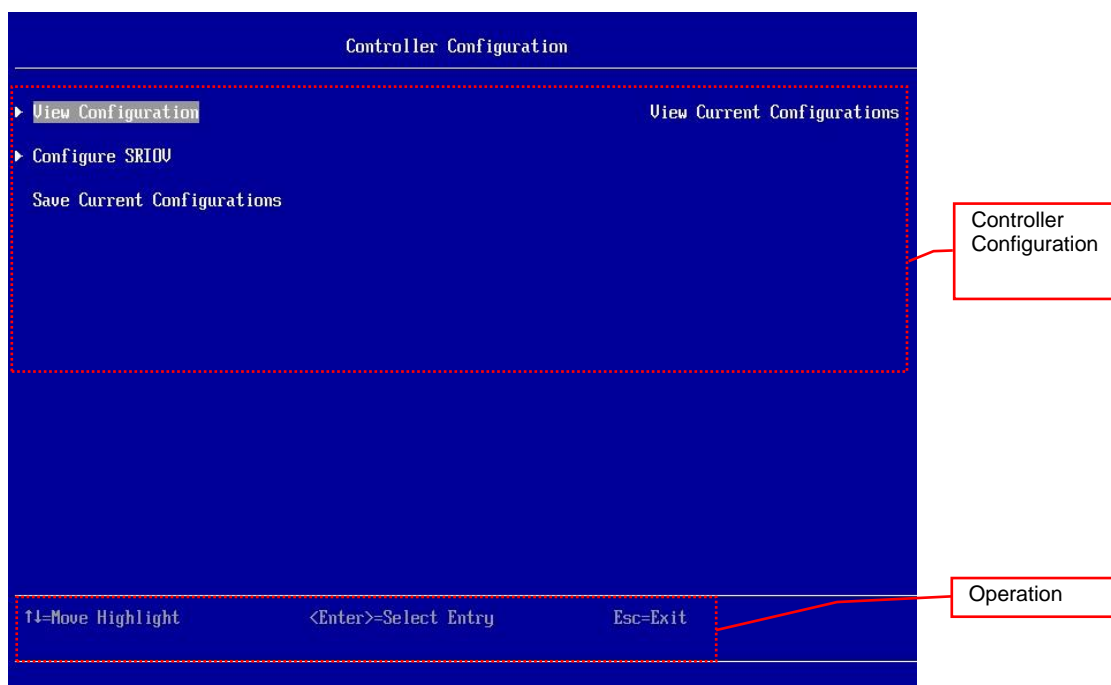 Controller Configuration
View Configuration
View Current Configurations
Configure SRIOV
Save Current Configurations
Controller
Configuration
↑↓=Move Highlight
<Enter>=Select Entry
Esc=Exit
Operation